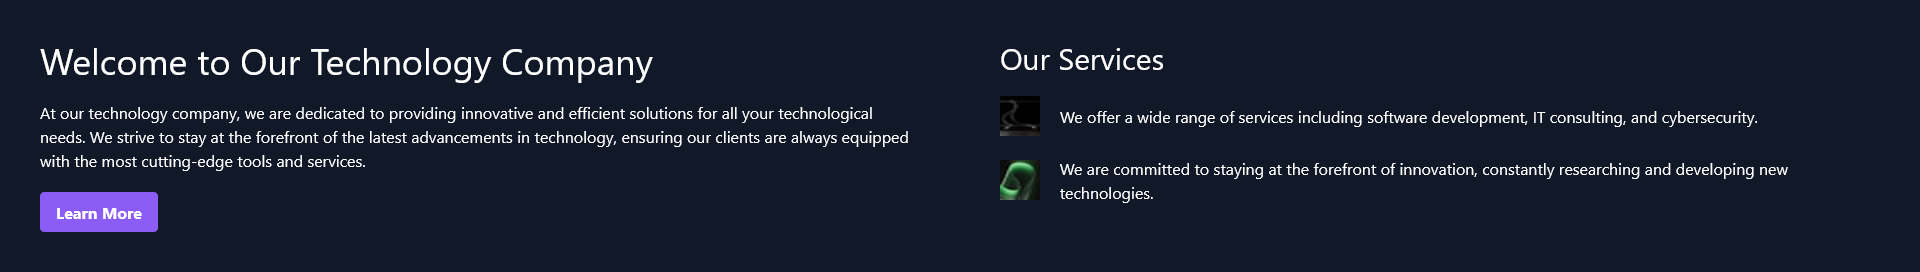 Welcome to Our Technology Company
At our technology company, we are dedicated to providing innovative and efficient solutions for all your technological
needs. We strive to stay at the forefront of the latest advancements in technology, ensuring our clients are always equipped
with the most cutting-edge tools and services.
Learn More
Our Services
We offer a wide range of services including software development, IT consulting, and cybersecurity.
We are committed to staying at the forefront of innovation, constantly researching and developing new
technologies.